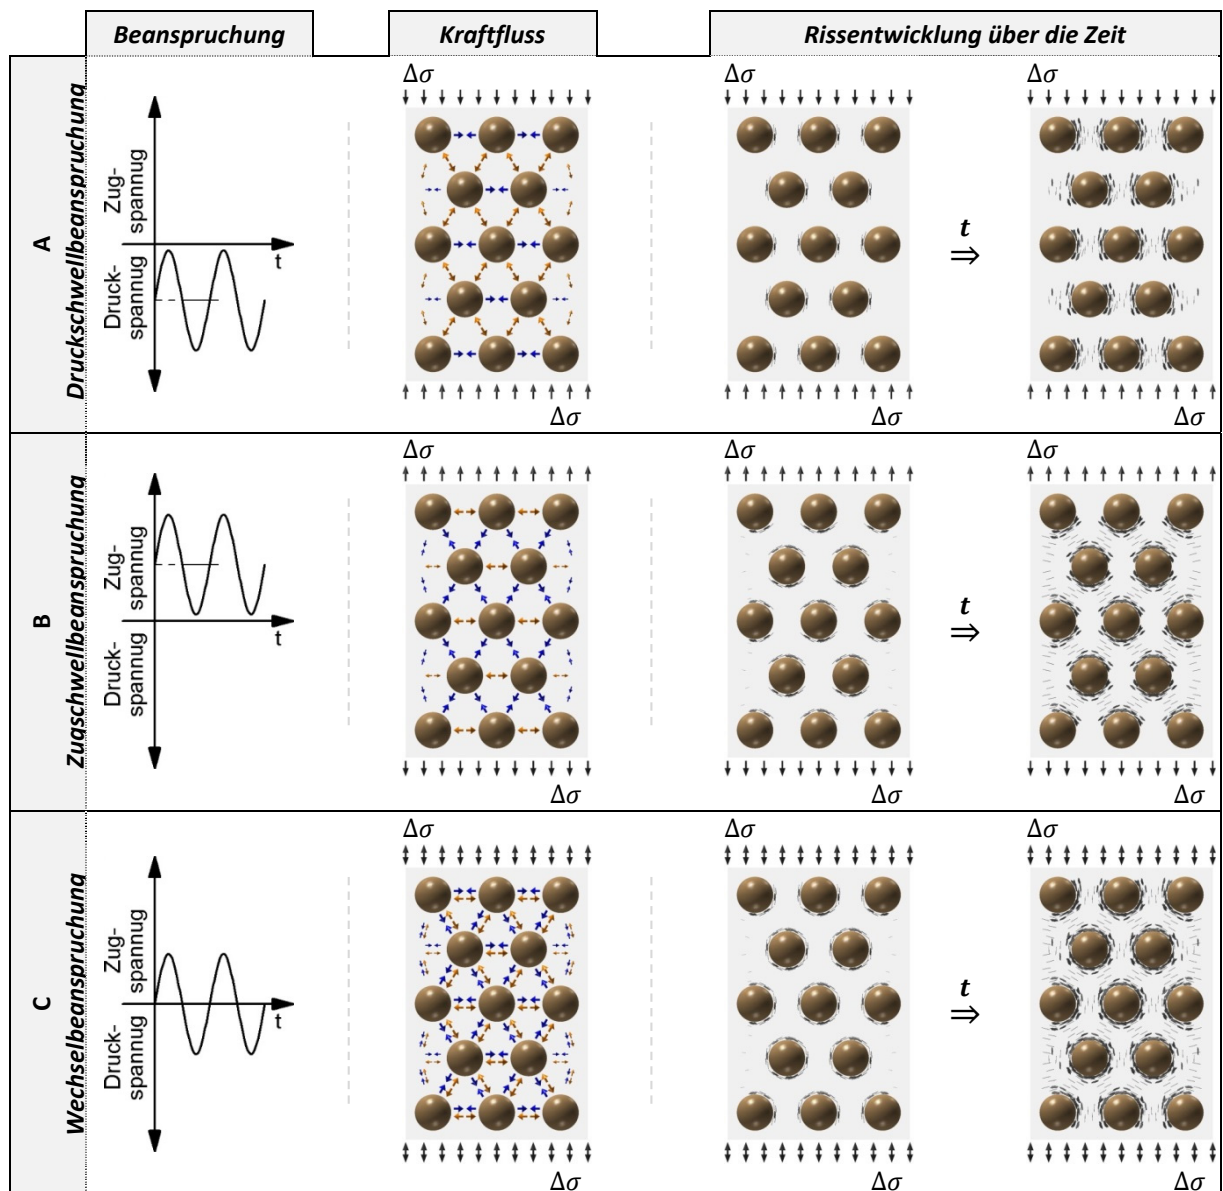 Beanspruchung
Kraftfluss
Rissentwicklung über die Zeit
A
Druckschwellbeanspruchung
Zug-
spannug
Druck-
spannug
t
Δσ
Δσ
Δσ
Δσ
t
⇒
Δσ
Δσ
B
Zugschwellbeanspruchung
Zug-
spannug
Druck-
spannug
t
Δσ
Δσ
Δσ
Δσ
t
⇒
Δσ
Δσ
C
Wechselbeanspruchung
Zug-
spannug
Druck-
spannug
t
Δσ
Δσ
Δσ
Δσ
t
⇒
Δσ
Δσ